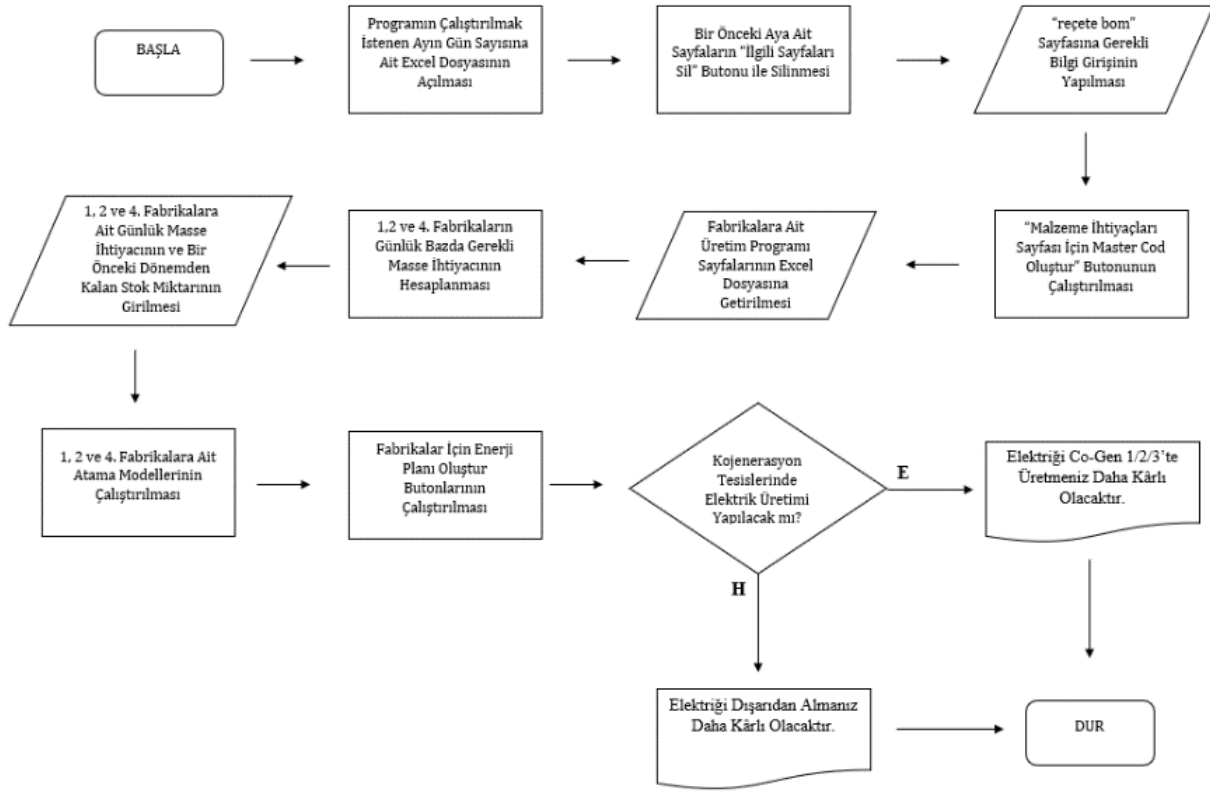 BAŞLA
Programın Çalıştırılmak
İstenen Ayın Gün Sayısına
Ait Excel Dosyasının
Açılması
Bir Önceki Aya Ait
Sayfaların "İlgili Sayfaları
Sil" Butonu ile Silinmesi
"reçete bom"
Sayfasına Gerekli
Bilgi Girişinin
Yapılması
"Malzeme İhtiyaçları
Sayfası İçin Master Cod
Oluştur" Butonunun
Çalıştırılması
Fabrikalara Ait
Üretim Programı
Sayfalarının Excel
Dosyasına
Getirilmesi
1,2 ve 4. Fabrikaların
Günlük Bazda Gerekli
Masse İhtiyacının
Hesaplanması
1, 2 ve 4. Fabrikalara
Ait Günlük Masse
İhtiyacının ve Bir
Önceki Dönemden
Kalan Stok Miktarının
Girilmesi
1, 2 ve 4. Fabrikalara Ait
Atama Modellerinin
Çalıştırılması
Fabrikalar İçin Enerji
Planı Oluştur
Butonlarının
Çalıştırılması
Kojenerasyon
Tesislerinde
Elektrik Üretimi
Yapılacak mı?
E
Elektriği Co-Gen 1/2/3'te
Üretmeniz Daha Kârlı
Olacaktır.
H
Elektriği Dışarıdan Almanız
Daha Kârlı Olacaktır.
DUR